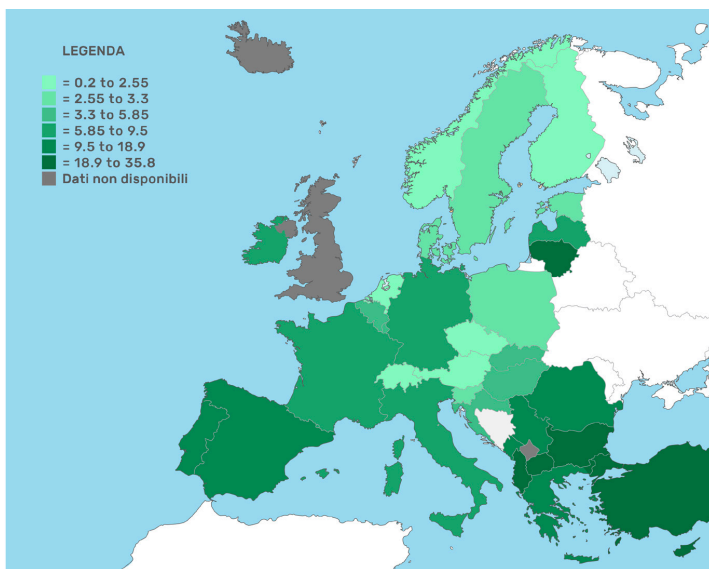 LEGENDA
= 0.2 to 2.55
= 2.55 to 3.3
= 3.3 to 5.85
= 5.85 to 9.5
= 9.5 to 18.9
= 18.9 to 35.8
Dati non disponibili